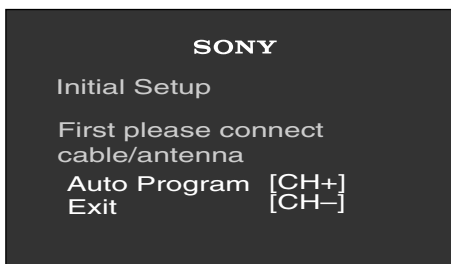 SONY
Initial Setup
First please connect
cable/antenna
Auto Program [CH+]
Exit [CH–]